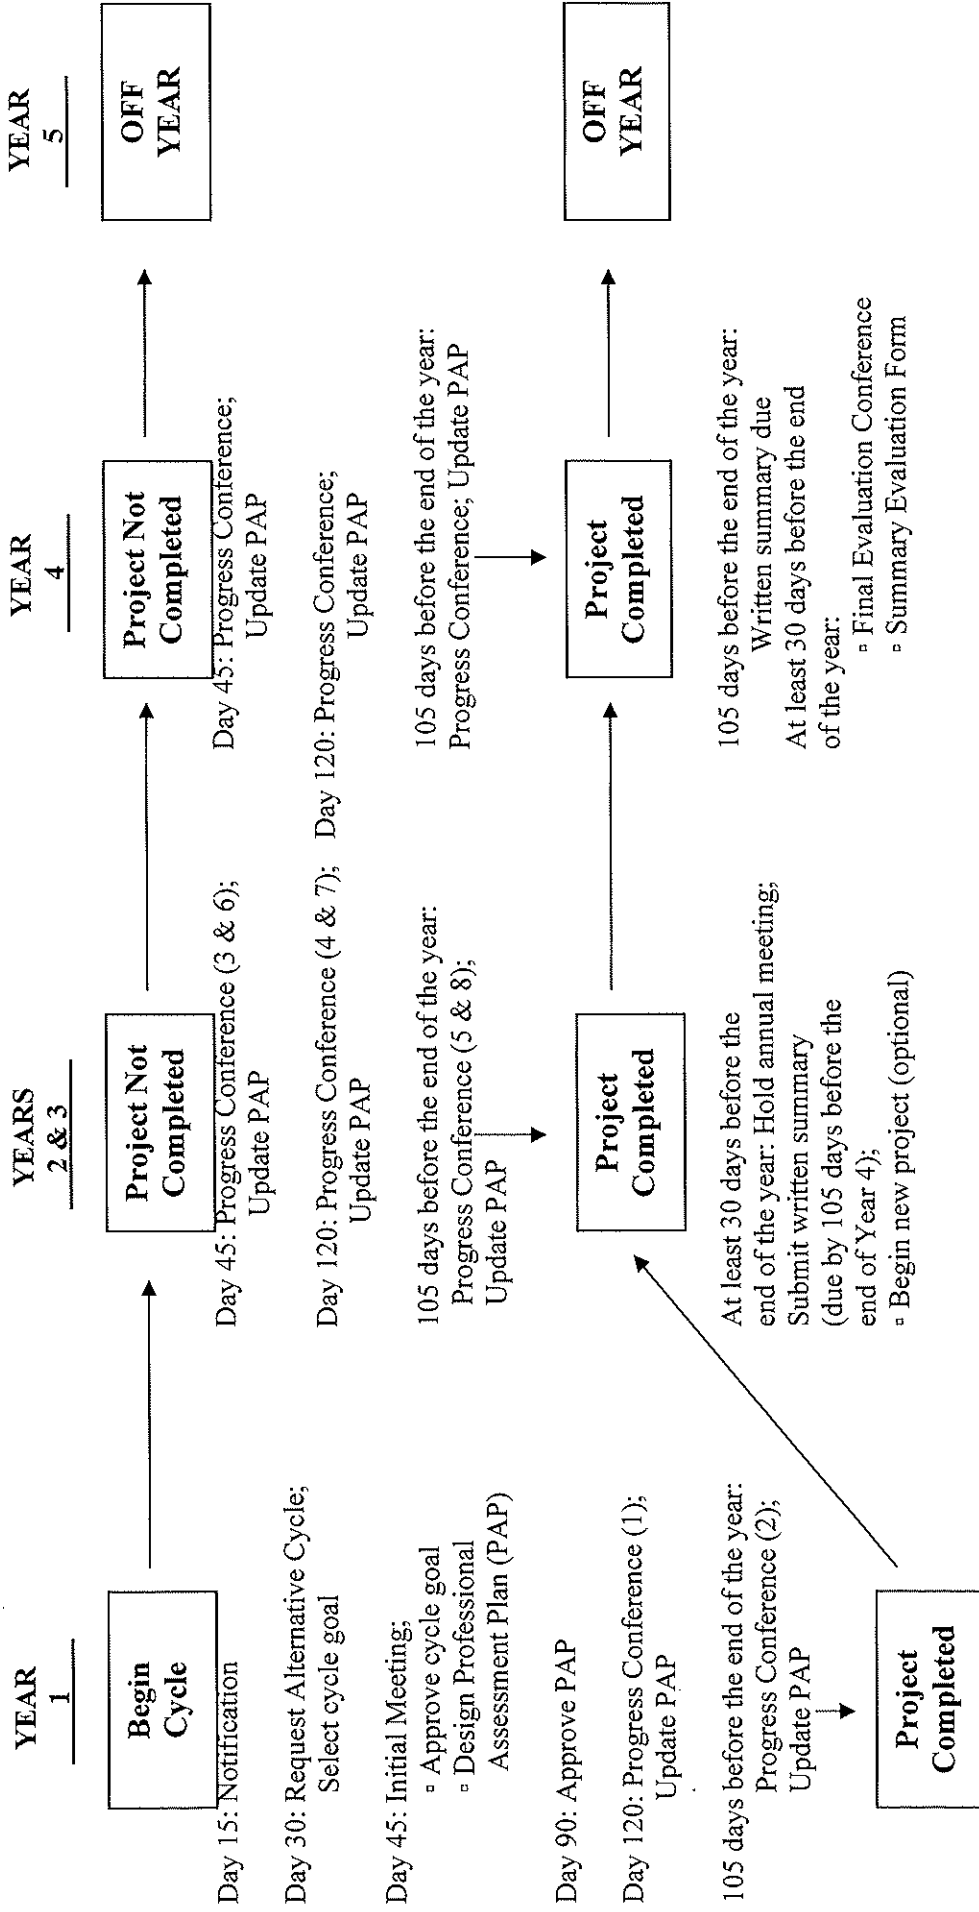 YEAR
1
Begin
Cycle
Day 15: Notification
Day 30: Request Alternative Cycle;
Select cycle goal
Day 45: Initial Meeting;
▫ Approve cycle goal
▫ Design Professional
Assessment Plan (PAP)
Day 90: Approve PAP
Day 120: Progress Conference (1);
Update PAP
105 days before the end of the year:
Progress Conference (2);
Update PAP
Project
Completed
YEARS
2 & 3
Project Not
Completed
Day 45: Progress Conference (3 & 6);
Update PAP
Day 120: Progress Conference (4 & 7);
Update PAP
105 days before the end of the year:
Progress Conference (5 & 8);
Update PAP
Project
Completed
At least 30 days before the
end of the year: Hold annual meeting;
Submit written summary
(due by 105 days before the
end of Year 4);
▫ Begin new project (optional)
YEAR
4
Project Not
Completed
Day 45: Progress Conference;
Update PAP
Day 120: Progress Conference;
Update PAP
105 days before the end of the year:
Progress Conference; Update PAP
Project
Completed
105 days before the end of the year:
Written summary due
At least 30 days before the end
of the year:
▫ Final Evaluation Conference
▫ Summary Evaluation Form
YEAR
5
OFF
YEAR
OFF
YEAR